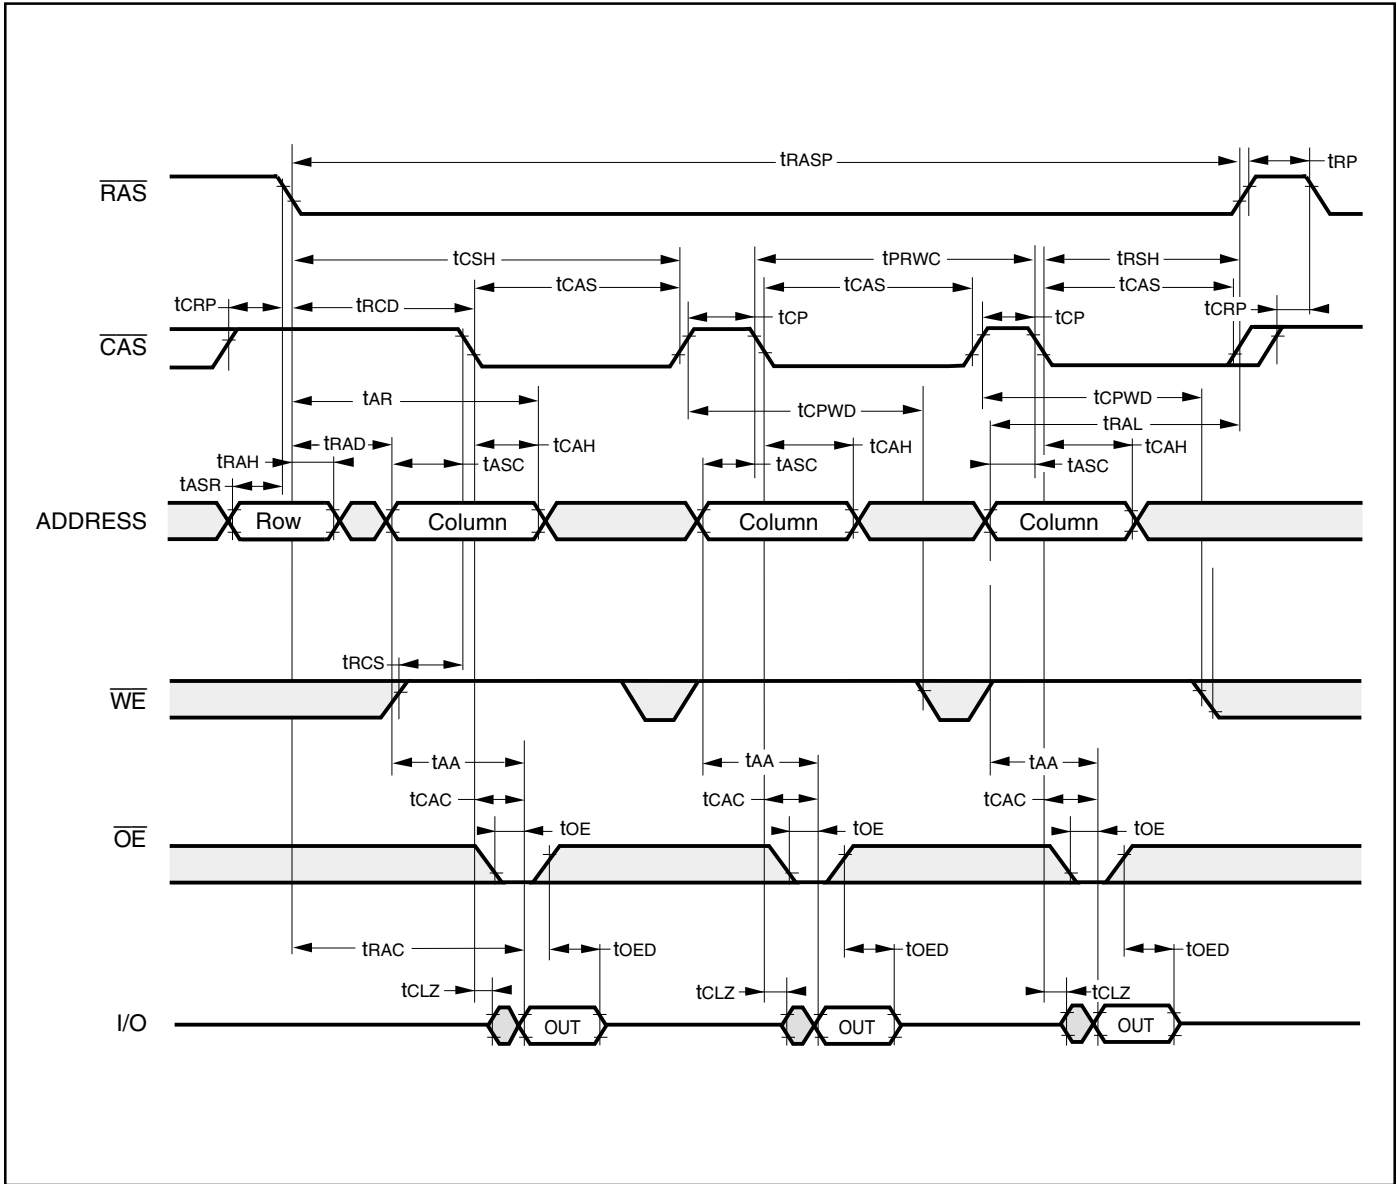 tRASP
tRP
RAS
tCSH
tPRWC
tRSH
tCAS
tCAS
tCAS
tCRP
tRCD
tCP
tCP
tCRP
CAS
tAR
tCPWD
tCPWD
tRAL
tRAD
tCAH
tCAH
tCAH
tRAH
tASC
tASC
tASC
tASR
ADDRESS
Row
Column
Column
Column
tRCS
WE
tAA
tAA
tAA
tCAC
tCAC
tCAC
OE
tOE
tOE
tOE
tRAC
tOED
tOED
tOED
tCLZ
tCLZ
tCLZ
I/O
OUT
OUT
OUT